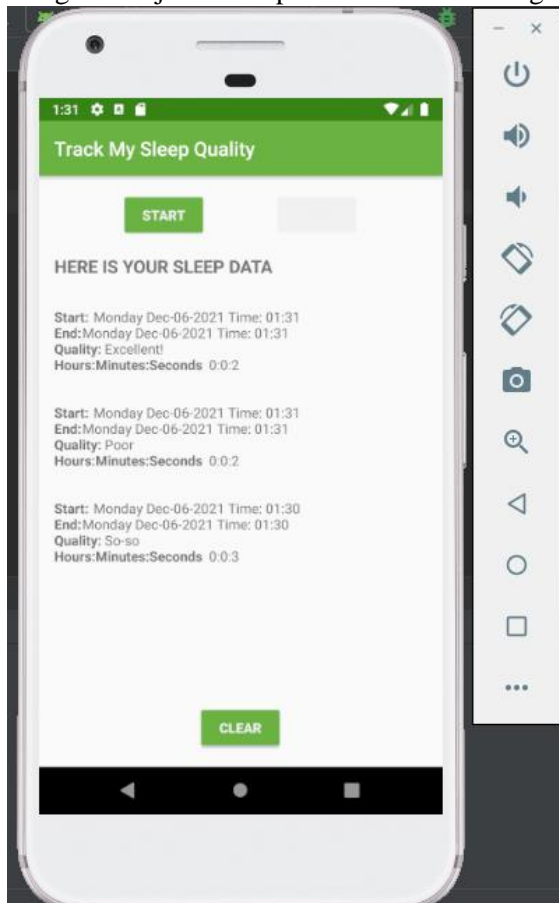 1:31
Track My Sleep Quality
START
HERE IS YOUR SLEEP DATA
Start: Monday Dec-06-2021 Time: 01:31
End:Monday Dec-06-2021 Time: 01:31
Quality: Excellent!
Hours:Minutes:Seconds 0:0:2
Start: Monday Dec-06-2021 Time: 01:31
End:Monday Dec-06-2021 Time: 01:31
Quality: Poor
Hours:Minutes:Seconds 0:0:2
Start: Monday Dec-06-2021 Time: 01:30
End:Monday Dec-06-2021 Time: 01:30
Quality: So-so
Hours:Minutes:Seconds 0:0:3
CLEAR